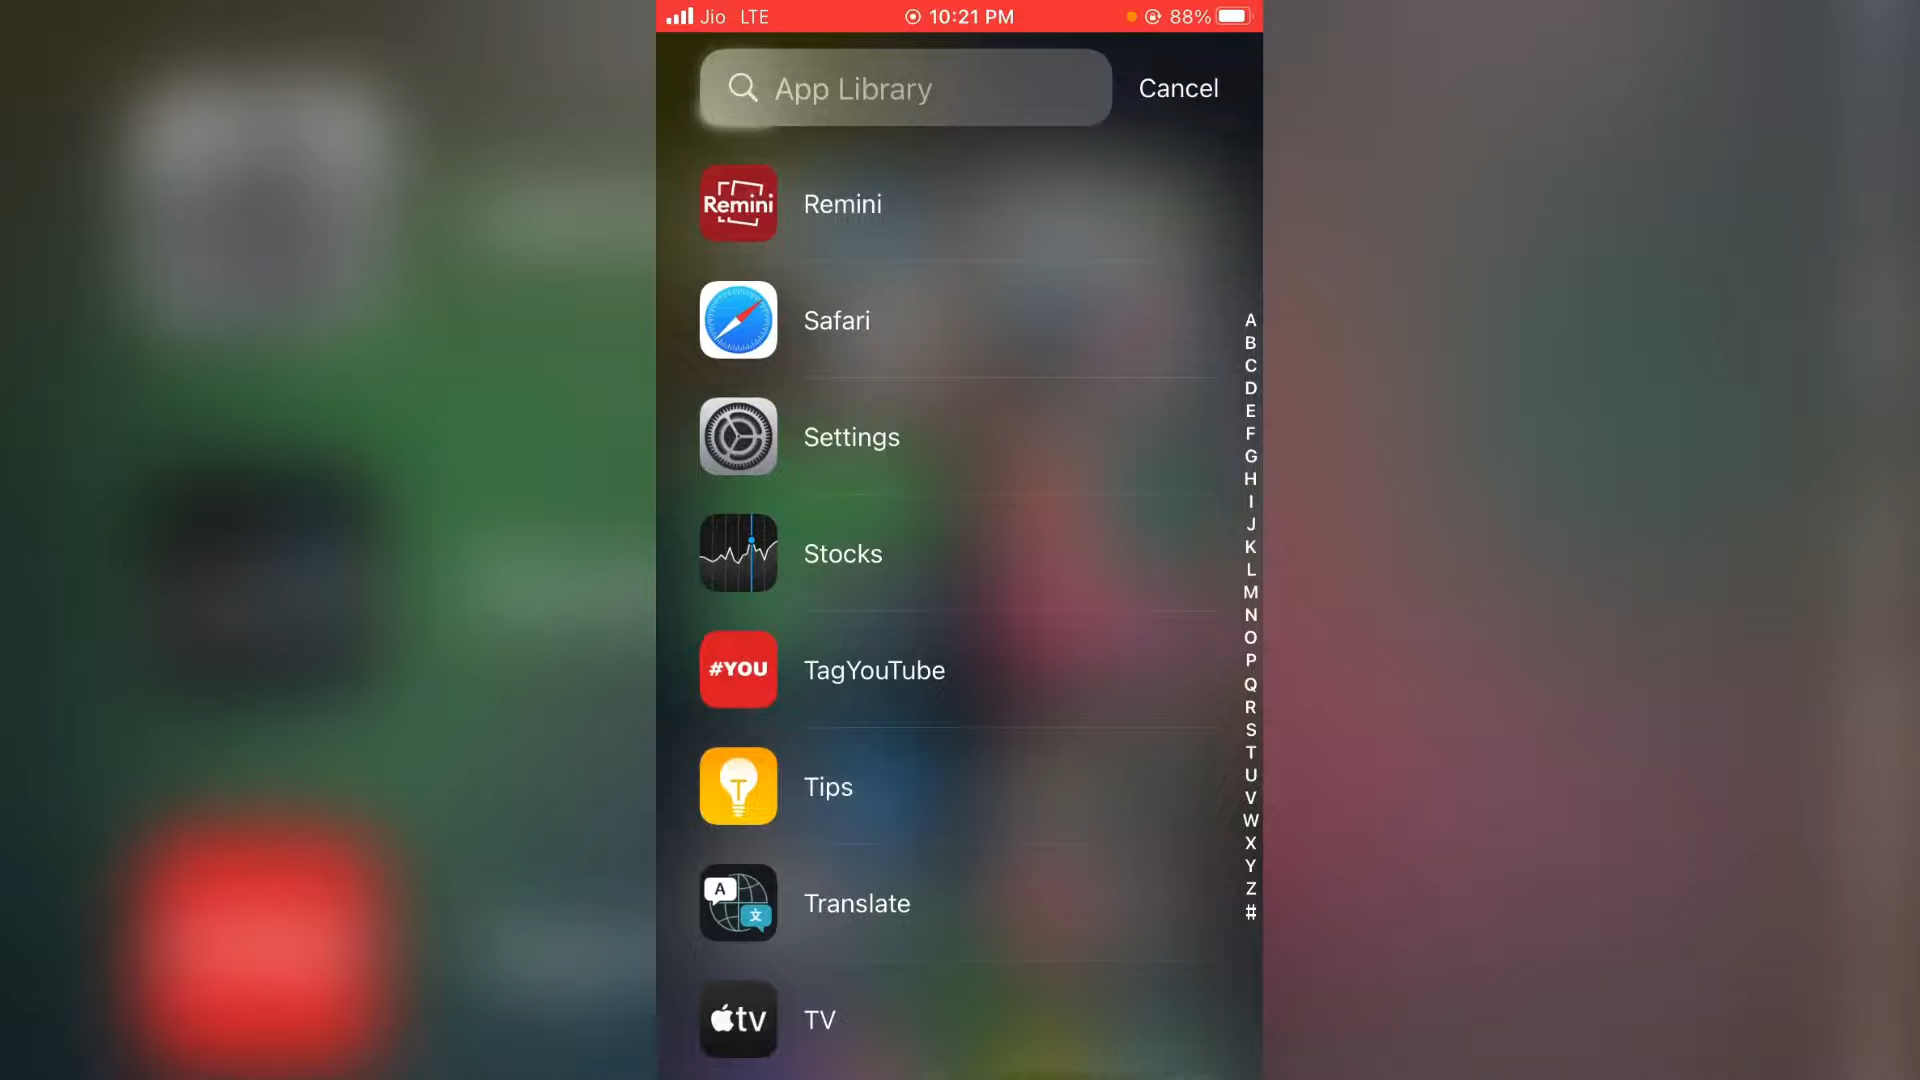 Jio LTE 10:21 PM 88%
App Library Cancel
Remini Remini
Safari
Settings
Stocks
#YOU TagYouTube
T Tips
A 文 Translate
tv TV
A
B
C
D
E
F
G
H
I
J
K
L
M
N
O
P
Q
R
S
T
U
V
W
X
Y
Z
#